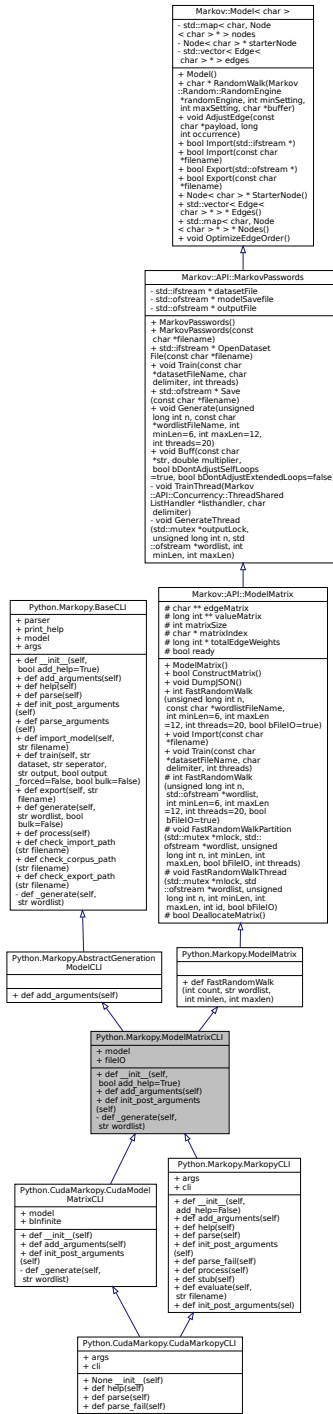 Markov::Model< char >
- std::map< char, Node
< char > * > nodes
- Node< char > * starterNode
- std::vector< Edge<
char > * > edges
+ Model()
+ char * RandomWalk(Markov
::Random::RandomEngine
*randomEngine, int minSetting,
int maxSetting, char *buffer)
+ void AdjustEdge(const
char *payload, long
int occurrence)
+ bool Import(std::ifstream *)
+ bool Import(const char
*filename)
+ bool Export(std::ofstream *)
+ bool Export(const char
*filename)
+ Node< char > * StarterNode()
+ std::vector< Edge<
char > * > * Edges()
+ std::map< char, Node
< char > * > * Nodes()
+ void OptimizeEdgeOrder()
Markov::API::MarkovPasswords
- std::ifstream * datasetFile
- std::ofstream * modelSavefile
- std::ofstream * outputFile
+ MarkovPasswords()
+ MarkovPasswords(const
char *filename)
+ std::ifstream * OpenDataset
File(const char *filename)
+ void Train(const char
*datasetFileName, char
delimiter, int threads)
+ std::ofstream * Save
(const char *filename)
+ void Generate(unsigned
long int n, const char
*wordlistFileName, int
minLen=6, int maxLen=12,
int threads=20)
+ void Buff(const char
*str, double multiplier,
bool bDontAdjustSelfLoops
=true, bool bDontAdjustExtendedLoops=false)
- void TrainThread(Markov
::API::Concurrency::ThreadShared
ListHandler *listhandler, char
delimiter)
- void GenerateThread
(std::mutex *outputLock,
unsigned long int n, std
::ofstream *wordlist, int
minLen, int maxLen)
Markov::API::ModelMatrix
# char ** edgeMatrix
# long int ** valueMatrix
# int matrixSize
# char * matrixIndex
# long int * totalEdgeWeights
# bool ready
+ ModelMatrix()
+ bool ConstructMatrix()
+ void DumpJSON()
+ int FastRandomWalk
(unsigned long int n,
const char *wordlistFileName,
int minLen=6, int maxLen
=12, int threads=20, bool bFileIO=true)
+ void Import(const char
*filename)
+ void Train(const char
*datasetFileName, char
delimiter, int threads)
# int FastRandomWalk
(unsigned long int n,
std::ofstream *wordlist,
int minLen=6, int maxLen
=12, int threads=20, bool
bFileIO=true)
# void FastRandomWalkPartition
(std::mutex *mlock, std::
ofstream *wordlist, unsigned
long int n, int minLen, int
maxLen, bool bFileIO, int threads)
# void FastRandomWalkThread
(std::mutex *mlock, std
::ofstream *wordlist, unsigned
long int n, int minLen, int
maxLen, int id, bool bFileIO)
# bool DeallocateMatrix()
Python.Markopy.BaseCLI
+ parser
+ print_help
+ model
+ args
+ def __init__(self,
bool add_help=True)
+ def add_arguments(self)
+ def help(self)
+ def parse(self)
+ def init_post_arguments
(self)
+ def parse_arguments
(self)
+ def import_model(self,
str filename)
+ def train(self, str
dataset, str seperator,
str output, bool output
_forced=False, bool bulk=False)
+ def export(self, str
filename)
+ def generate(self,
str wordlist, bool
bulk=False)
+ def process(self)
+ def check_import_path
(str filename)
+ def check_corpus_path
(str filename)
+ def check_export_path
(str filename)
- def _generate(self,
str wordlist)
Python.Markopy.AbstractGeneration
ModelCLI
+ def add_arguments(self)
Python.Markopy.ModelMatrix
+ def FastRandomWalk
(int count, str wordlist,
int minlen, int maxlen)
Python.Markopy.ModelMatrixCLI
+ model
+ fileIO
+ def __init__(self,
bool add_help=True)
+ def add_arguments(self)
+ def init_post_arguments
(self)
- def _generate(self,
str wordlist)
Python.CudaMarkopy.CudaModel
MatrixCLI
+ model
+ bInfinite
+ def __init__(self)
+ def add_arguments(self)
+ def init_post_arguments
(self)
- def _generate(self,
str wordlist)
Python.Markopy.MarkopyCLI
+ args
+ cli
+ def __init__(self,
add_help=False)
+ def add_arguments(self)
+ def help(self)
+ def parse(self)
+ def init_post_arguments
(self)
+ def parse_fail(self)
+ def process(self)
+ def stub(self)
+ def evaluate(self,
str filename)
+ def init_post_arguments(sel)
Python.CudaMarkopy.CudaMarkopyCLI
+ args
+ cli
+ None __init__(self)
+ def help(self)
+ def parse(self)
+ def parse_fail(self)